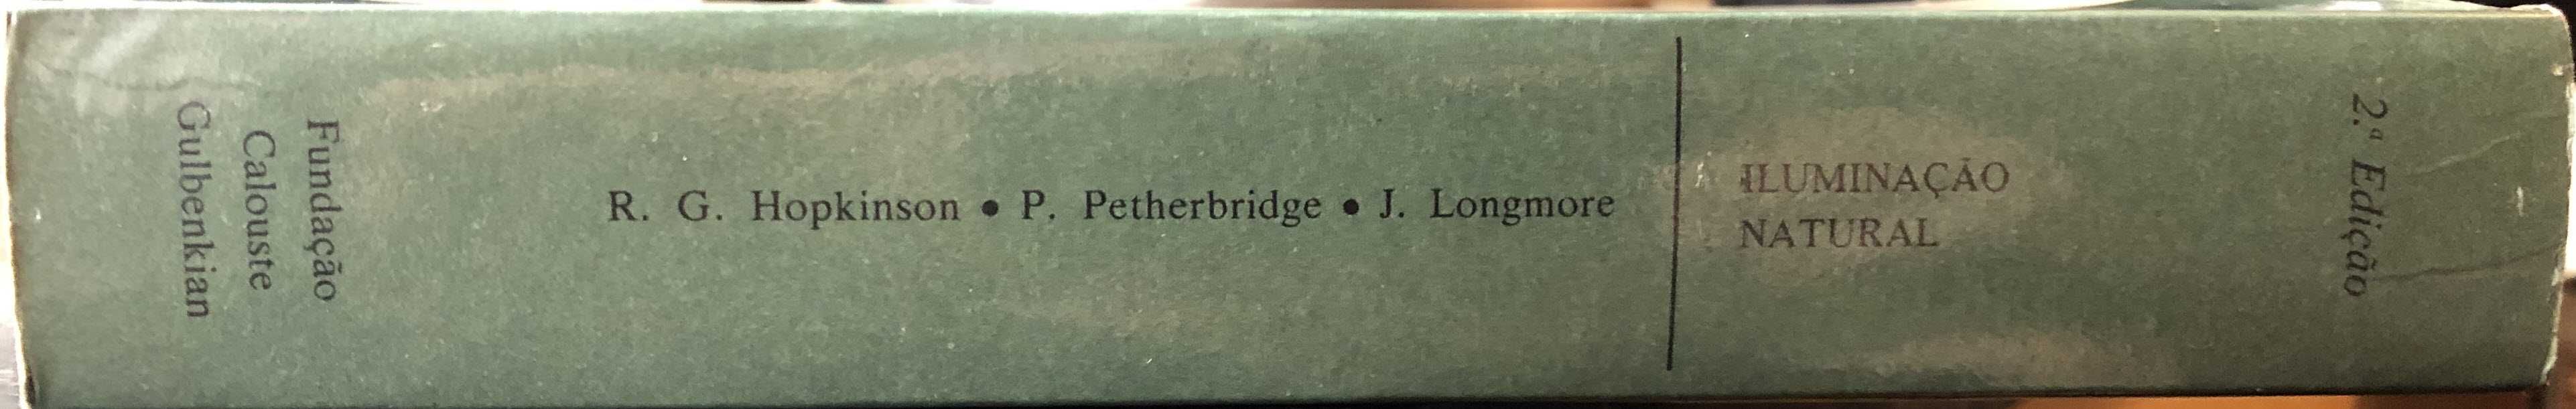 Fundação
Calouste
Gulbenkian
R. G. Hopkinson • P. Petherbridge • J. Longmore
ILUMINAÇÃO
NATURAL
2.ª Edição